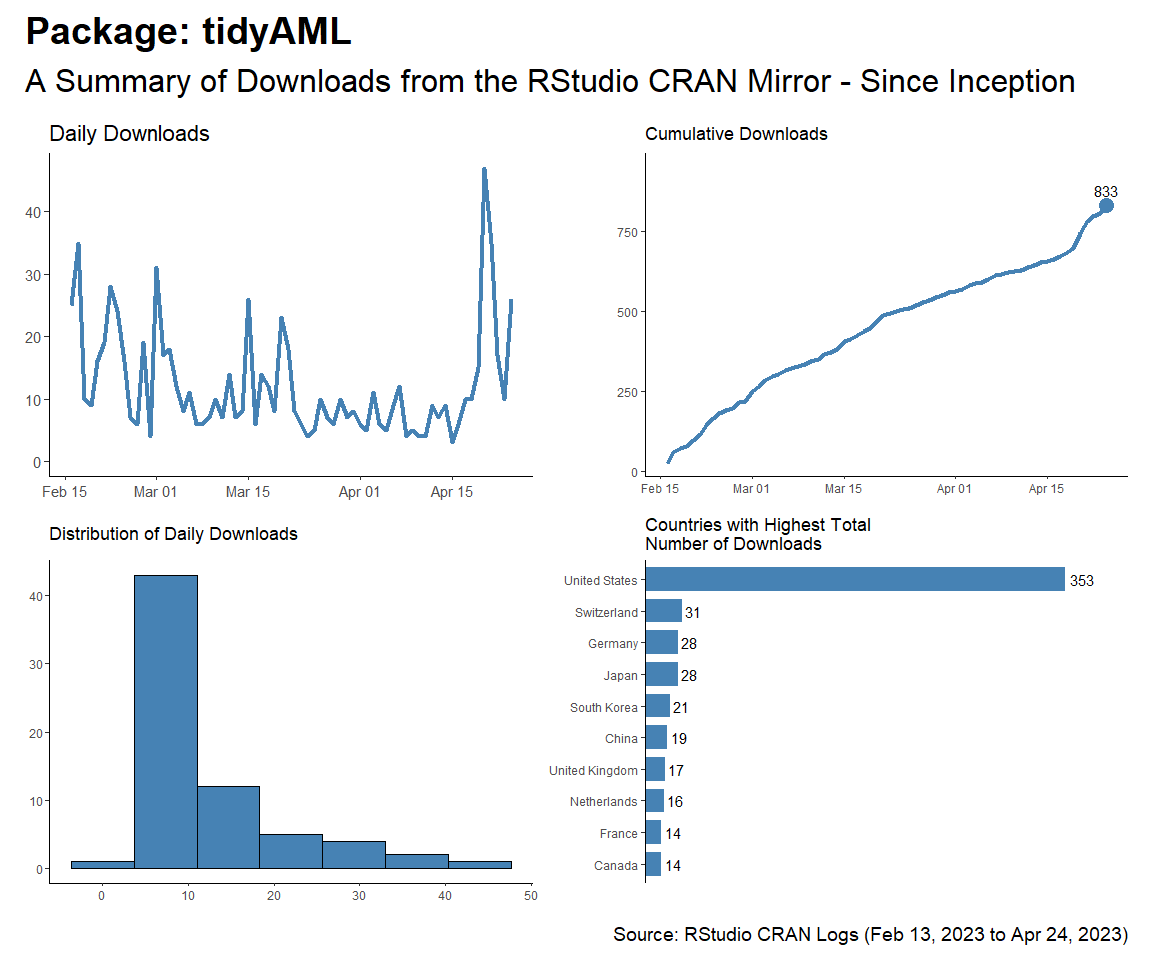 Package: tidyAML
A Summary of Downloads from the RStudio CRAN Mirror - Since Inception
Daily Downloads
40
30
20
10
0
Feb 15 Mar 01 Mar 15 Apr 01 Apr 15
Cumulative Downloads
833
750
500
250
0
Feb 15 Mar 01 Mar 15 Apr 01 Apr 15
Distribution of Daily Downloads
40
30
20
10
0
0 10 20 30 40 50
Countries with Highest Total
Number of Downloads
United States 353
Switzerland 31
Germany 28
Japan 28
South Korea 21
China 19
United Kingdom 17
Netherlands 16
France 14
Canada 14
Source: RStudio CRAN Logs (Feb 13, 2023 to Apr 24, 2023)